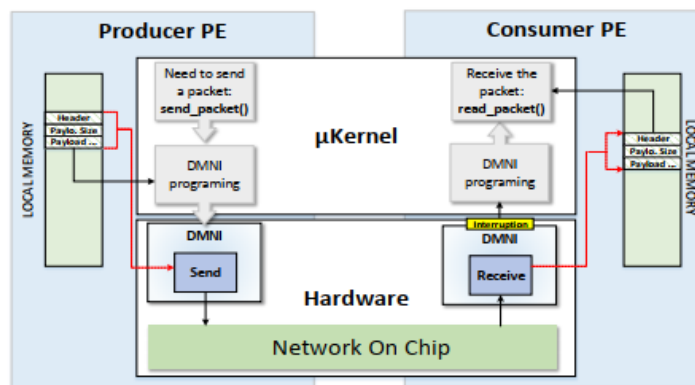 Producer PE
Consumer PE
Need to send
a packet:
send_packet()
Receive the
packet:
read_packet()
LOCAL MEMORY
Header
Paylo. Size
Payload ...
µKernel
DMNI
programing
DMNI
programing
Header
Paylo. Size
Payload ...
LOCAL MEMORY
Interruption
DMNI
Send
DMNI
Receive
Hardware
Network On Chip